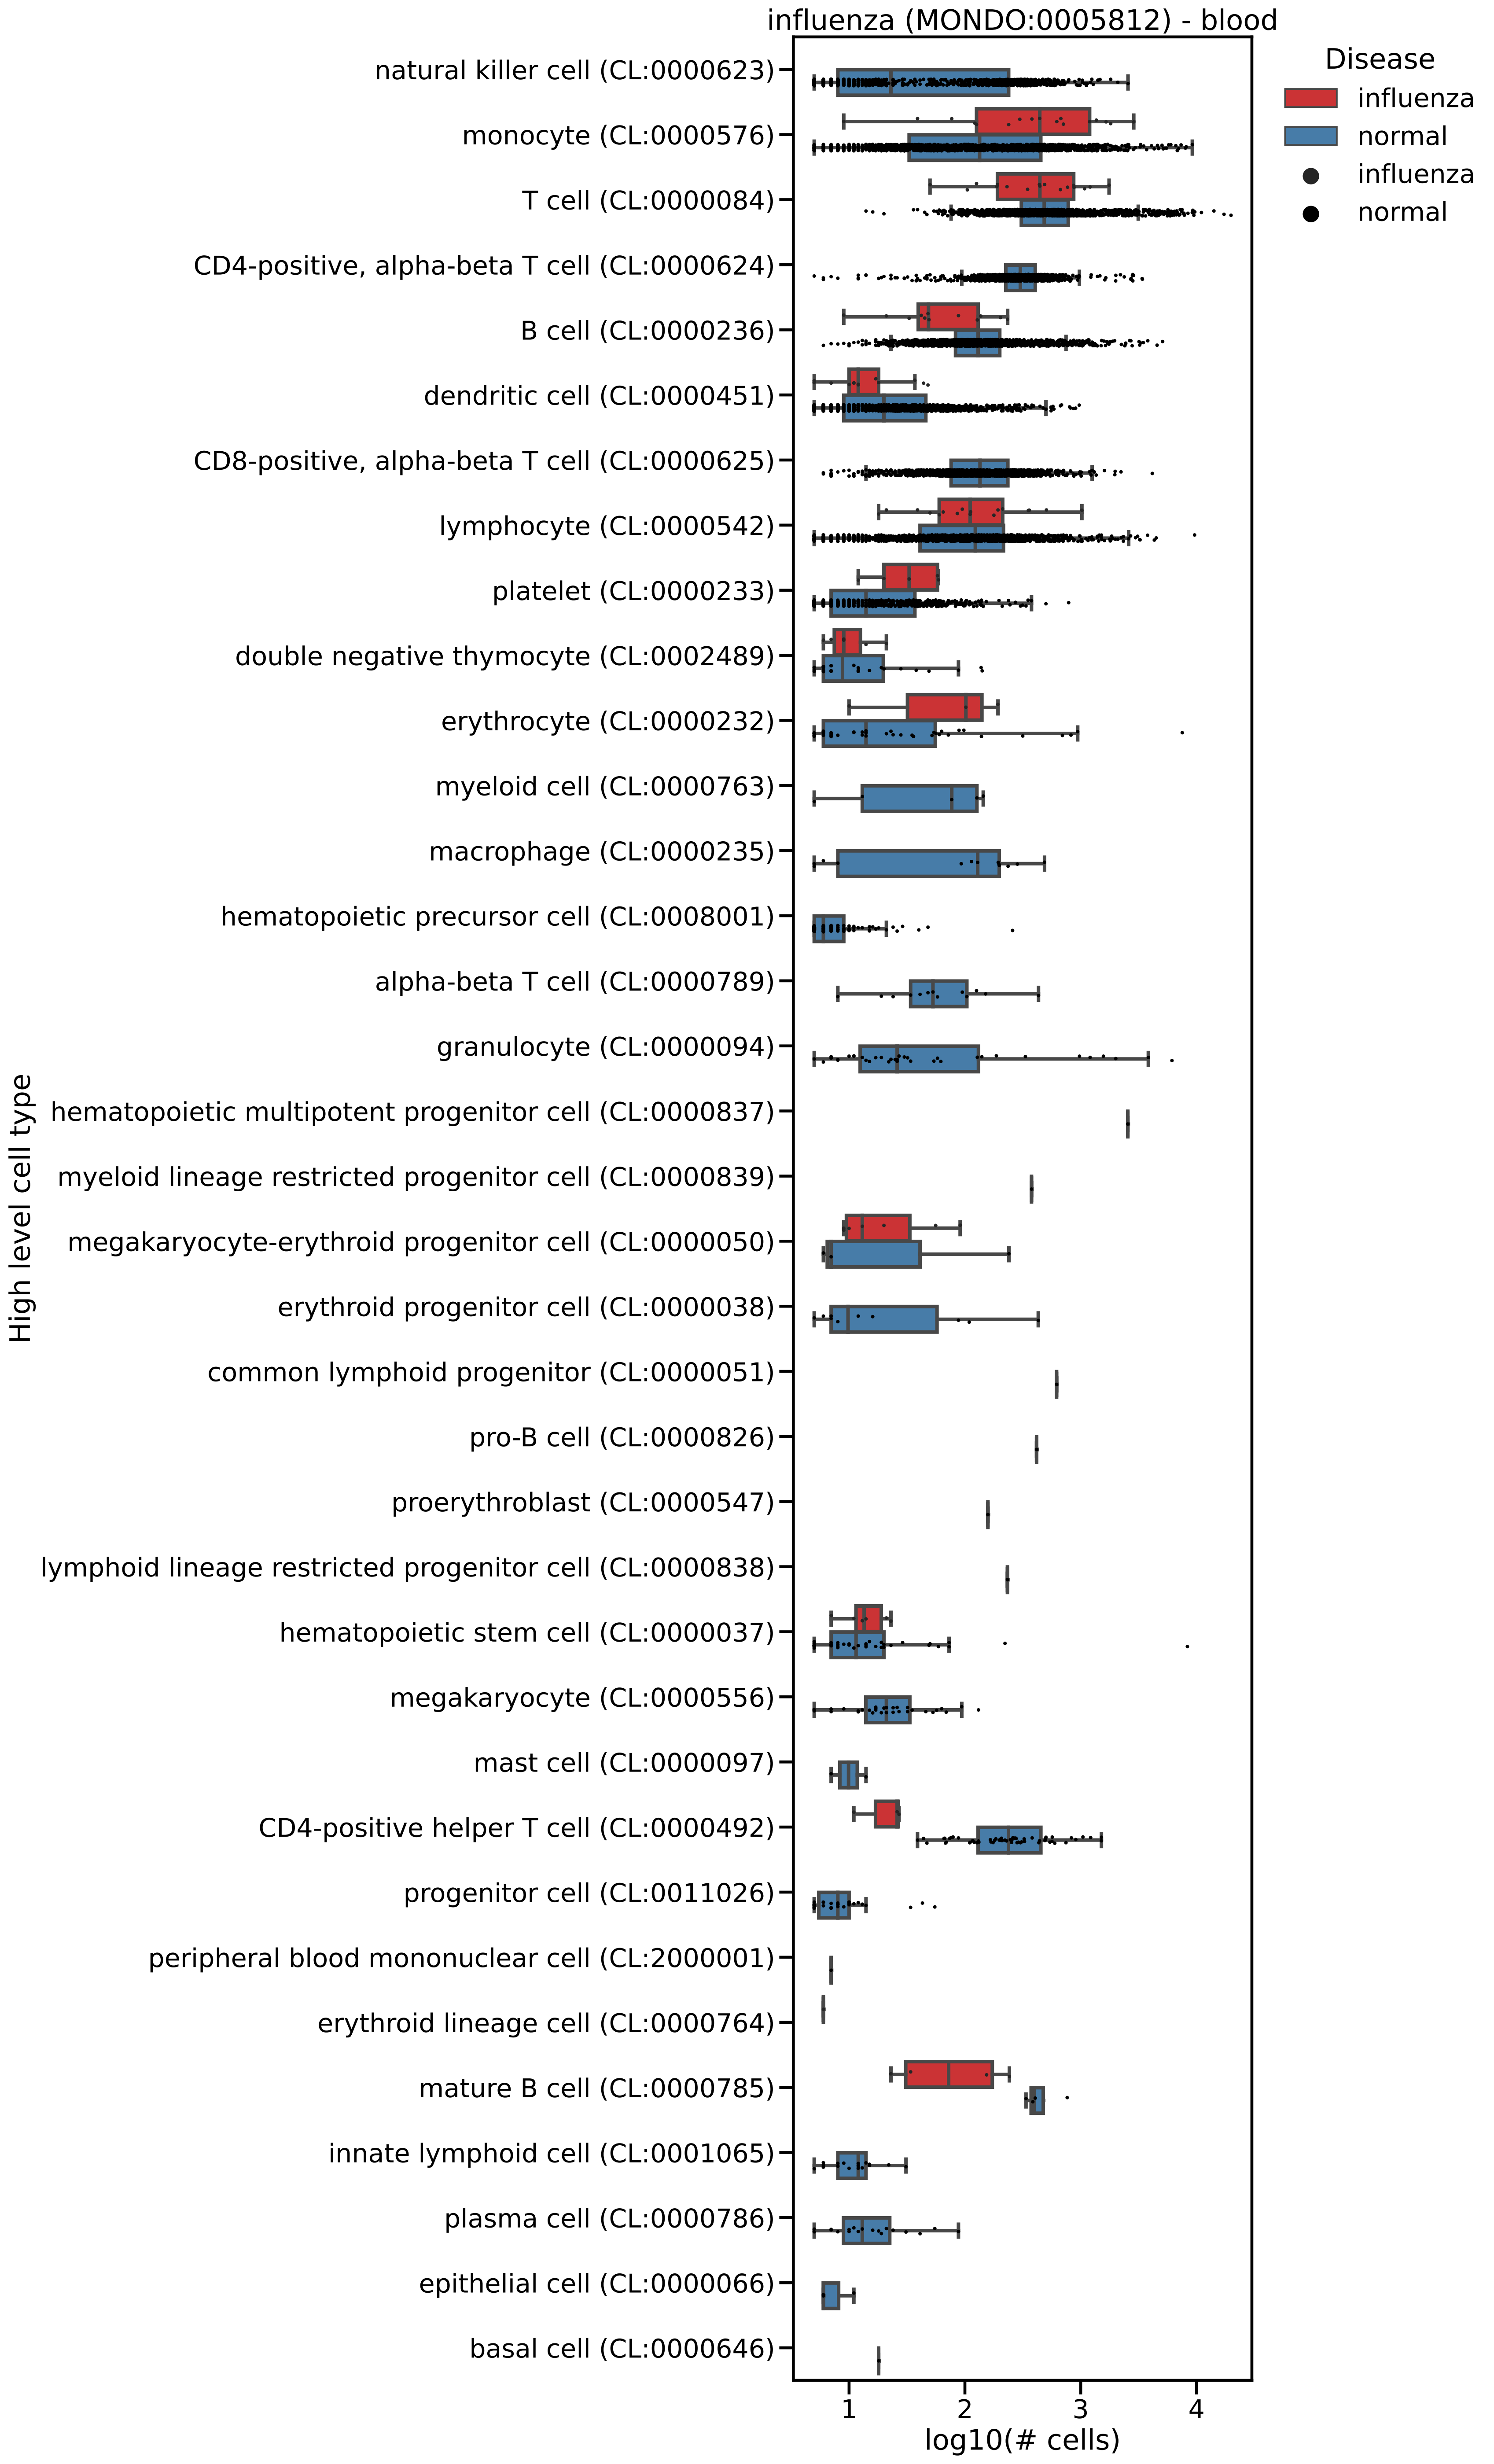 influenza (MONDO:0005812) - blood
Disease
influenza
normal
influenza
normal
High level cell type
natural killer cell (CL:0000623)
monocyte (CL:0000576)
T cell (CL:0000084)
CD4-positive, alpha-beta T cell (CL:0000624)
B cell (CL:0000236)
dendritic cell (CL:0000451)
CD8-positive, alpha-beta T cell (CL:0000625)
lymphocyte (CL:0000542)
platelet (CL:0000233)
double negative thymocyte (CL:0002489)
erythrocyte (CL:0000232)
myeloid cell (CL:0000763)
macrophage (CL:0000235)
hematopoietic precursor cell (CL:0008001)
alpha-beta T cell (CL:0000789)
granulocyte (CL:0000094)
hematopoietic multipotent progenitor cell (CL:0000837)
myeloid lineage restricted progenitor cell (CL:0000839)
megakaryocyte-erythroid progenitor cell (CL:0000050)
erythroid progenitor cell (CL:0000038)
common lymphoid progenitor (CL:0000051)
pro-B cell (CL:0000826)
proerythroblast (CL:0000547)
lymphoid lineage restricted progenitor cell (CL:0000838)
hematopoietic stem cell (CL:0000037)
megakaryocyte (CL:0000556)
mast cell (CL:0000097)
CD4-positive helper T cell (CL:0000492)
progenitor cell (CL:0011026)
peripheral blood mononuclear cell (CL:2000001)
erythroid lineage cell (CL:0000764)
mature B cell (CL:0000785)
innate lymphoid cell (CL:0001065)
plasma cell (CL:0000786)
epithelial cell (CL:0000066)
basal cell (CL:0000646)
1 2 3 4
log10(# cells)